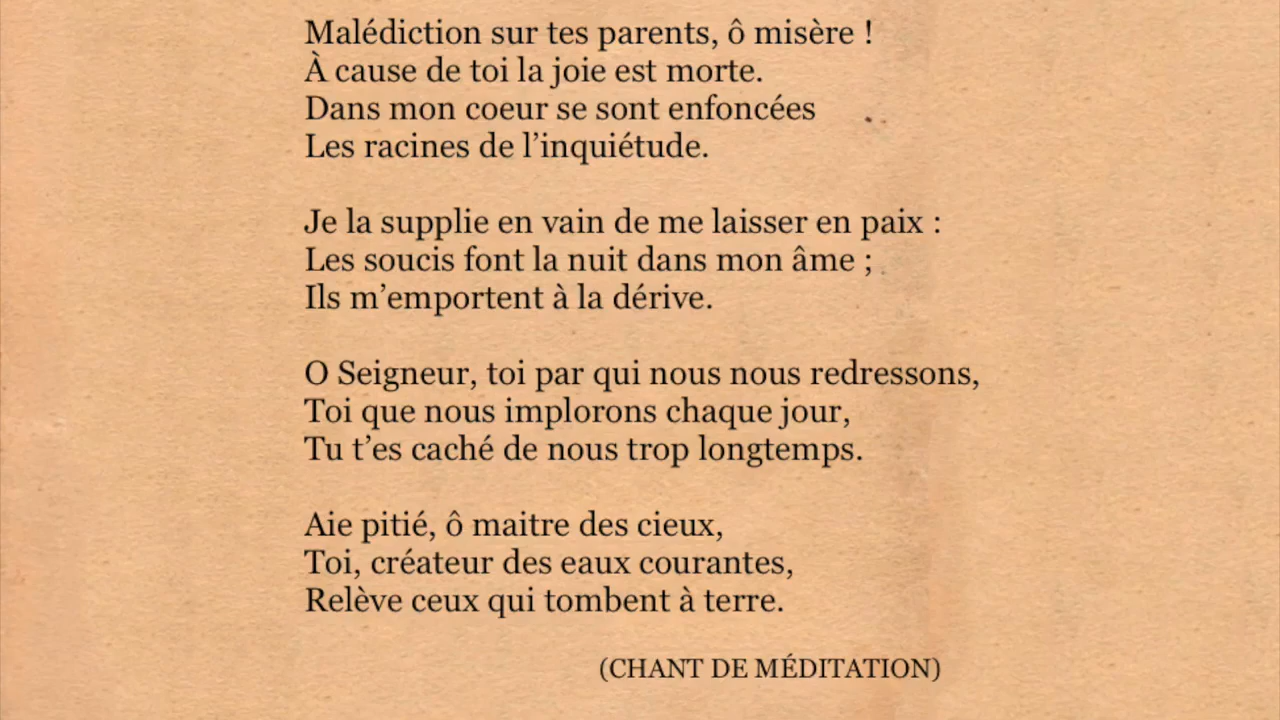 Malédiction sur tes parents, ô misère !
À cause de toi la joie est morte.
Dans mon coeur se sont enfoncées
Les racines de l’inquiétude.
Je la supplie en vain de me laisser en paix :
Les soucis font la nuit dans mon âme ;
Ils m’emportent à la dérive.
O Seigneur, toi par qui nous nous redressons,
Toi que nous implorons chaque jour,
Tu t’es caché de nous trop longtemps.
Aie pitié, ô maitre des cieux,
Toi, créateur des eaux courantes,
Relève ceux qui tombent à terre.
(CHANT DE MÉDITATION)